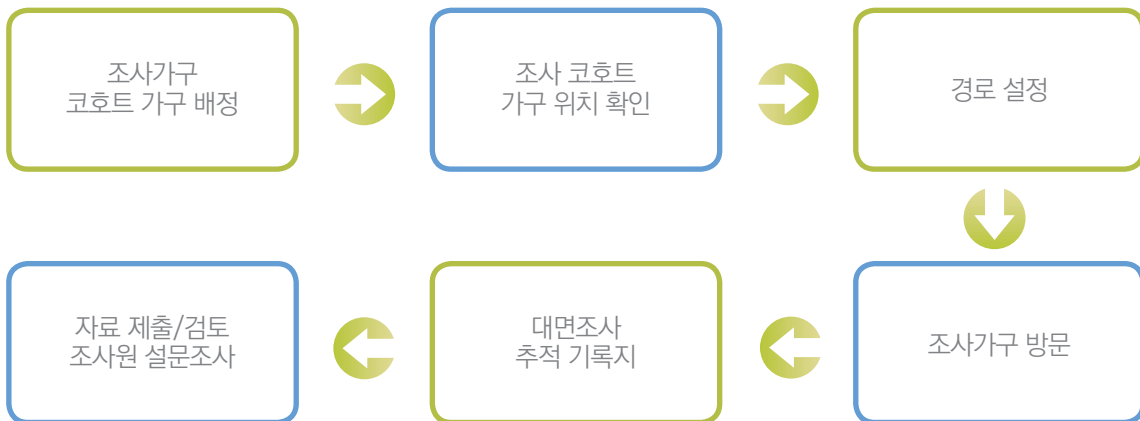 조사가구
코호트 가구 배정
조사 코호트
가구 위치 확인
경로 설정
조사가구 방문
대면조사
추적 기록지
자료 제출/검토
조사원 설문조사